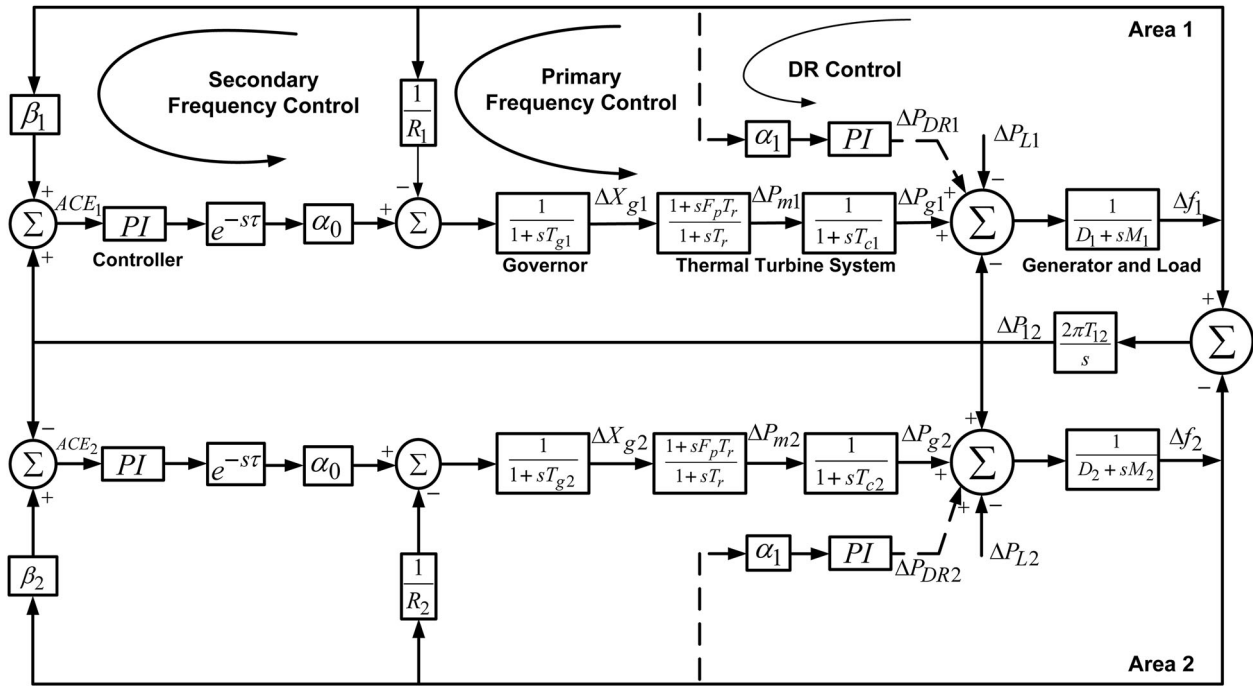 Area 1
Secondary
Frequency Control
Primary
Frequency Control
DR Control
β1
1
R1
α1
PI
ΔPDR1
ΔPL1
+
ACE1
+
Σ
PI
e^-sτ
α0
+
−
Σ
1
1 + sTg1
ΔXg1
1 + sFpTr
1 + sTr
ΔPm1
1
1 + sTc1
ΔPg1
+
+
−
−
Σ
1
D1 + sM1
Δf1
Controller
Governor
Thermal Turbine System
Generator and Load
ΔP12
2πT12
s
+
−
Σ
−
ACE2
+
Σ
PI
e^-sτ
α0
+
−
Σ
1
1 + sTg2
ΔXg2
1 + sFpTr
1 + sTr
ΔPm2
1
1 + sTc2
ΔPg2
+
+
+
−
Σ
1
D2 + sM2
Δf2
β2
1
R2
α1
PI
ΔPDR2
ΔPL2
Area 2